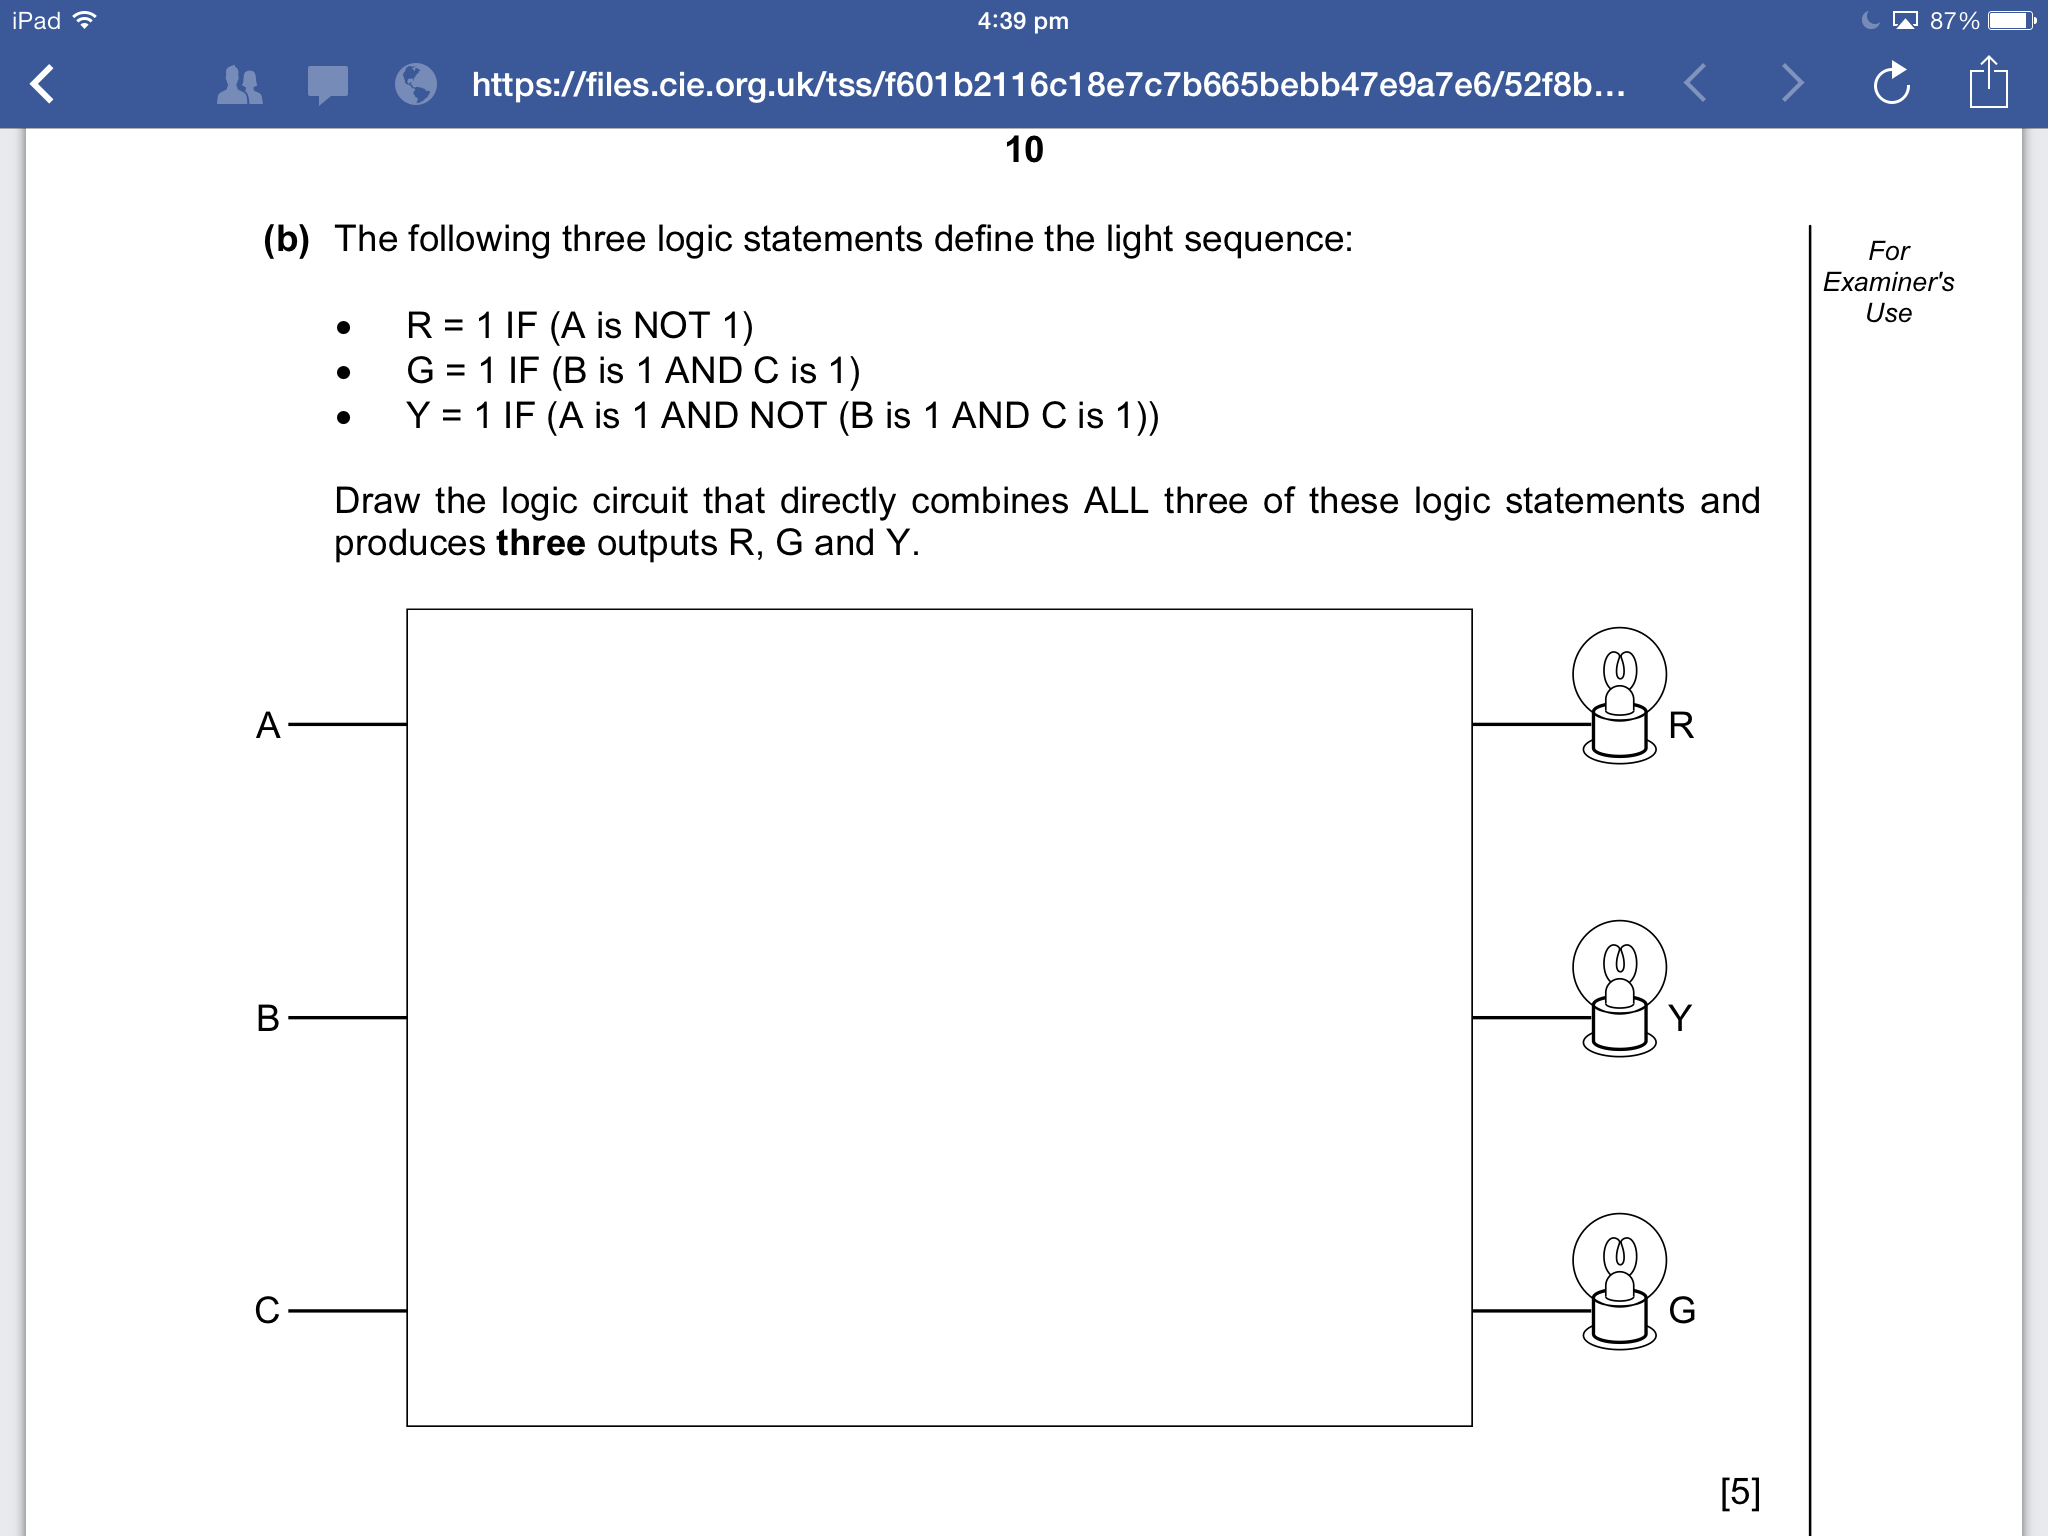 iPad 4:39 pm 87%
https://files.cie.org.uk/tss/f601b2116c18e7c7b665bebb47e9a7e6/52f8b...
10
(b) The following three logic statements define the light sequence:
For
Examiner's
Use
• R = 1 IF (A is NOT 1)
• G = 1 IF (B is 1 AND C is 1)
• Y = 1 IF (A is 1 AND NOT (B is 1 AND C is 1))
Draw the logic circuit that directly combines ALL three of these logic statements and
produces three outputs R, G and Y.
A R
B Y
C G
[5]